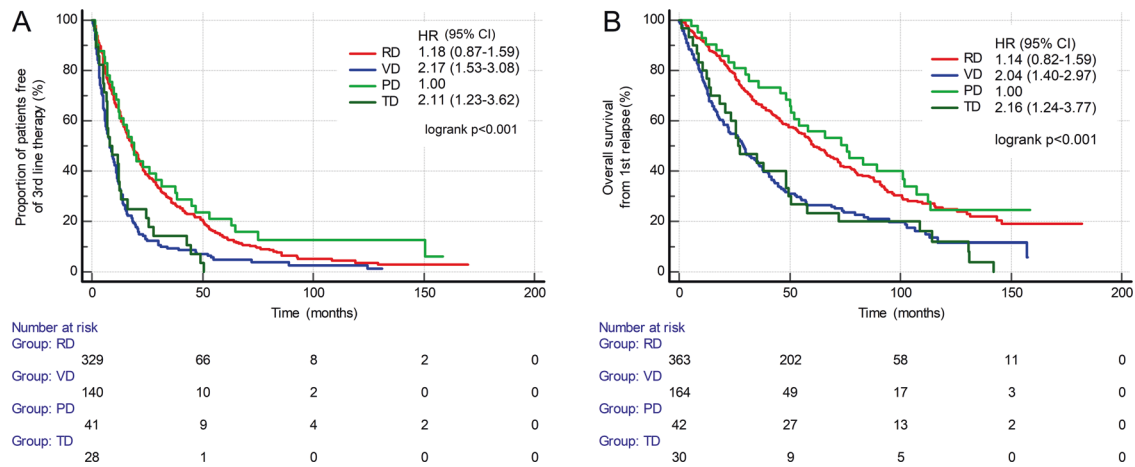 A
Proportion of patients free
of 3rd line therapy (%)
100
80
60
40
20
0
HR (95% CI)
RD 1.18 (0.87-1.59)
VD 2.17 (1.53-3.08)
PD 1.00
TD 2.11 (1.23-3.62)
logrank p<0.001
0 50 100 150 200
Time (months)
Number at risk
Group: RD
329 66 8 2 0
Group: VD
140 10 2 0 0
Group: PD
41 9 4 2 0
Group: TD
28 1 0 0 0
B
Overall survival
from 1st relapse(%)
100
80
60
40
20
0
HR (95% CI)
RD 1.14 (0.82-1.59)
VD 2.04 (1.40-2.97)
PD 1.00
TD 2.16 (1.24-3.77)
logrank p<0.001
0 50 100 150 200
Time (months)
Number at risk
Group: RD
363 202 58 11 0
Group: VD
164 49 17 3 0
Group: PD
42 27 13 2 0
Group: TD
30 9 5 0 0